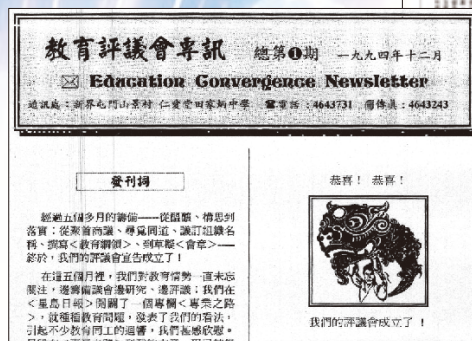 教育評議會專訊 總第❶期 一九九四年十二月
✉ Education Convergence Newsletter
通訊處：新界屯門山景村 仁愛堂田家炳中學 ☎電話：4643731 圖傳真：4643243
發刊詞
經過五個多月的籌備——從醞釀、構思到
落實；從聚首商議、尋覓同道、議訂組織名
稱、撰寫<教育綱領>、到草擬<會章>——
終於，我們的評議會宣告成立了！
在這五個月裡，我們對教育情勢一直未忘
關注，邊籌備議會邊研究、邊評議；我們在
<星島日報>開闢了一個專欄<專業之路
>，就種種教育問題，發表了我們的看法，
引起不少教育同工的迴響，我們極感欣慰。
恭喜！ 恭喜！
我們的評議會成立了！